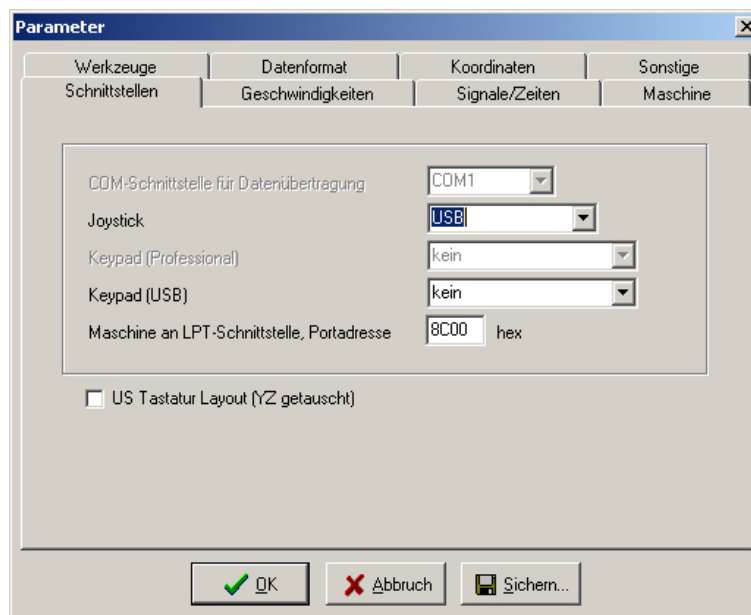 Parameter
Werkzeuge Datenformat Koordinaten Sonstige
Schnittstellen Geschwindigkeiten Signale/Zeiten Maschine
COM-Schnittstelle für Datenübertragung COM1
Joystick USB
Keypad (Professional) kein
Keypad (USB) kein
Maschine an LPT-Schnittstelle, Portadresse 8C00 hex
US Tastatur Layout (YZ getauscht)
OK Abbruch Sichern...